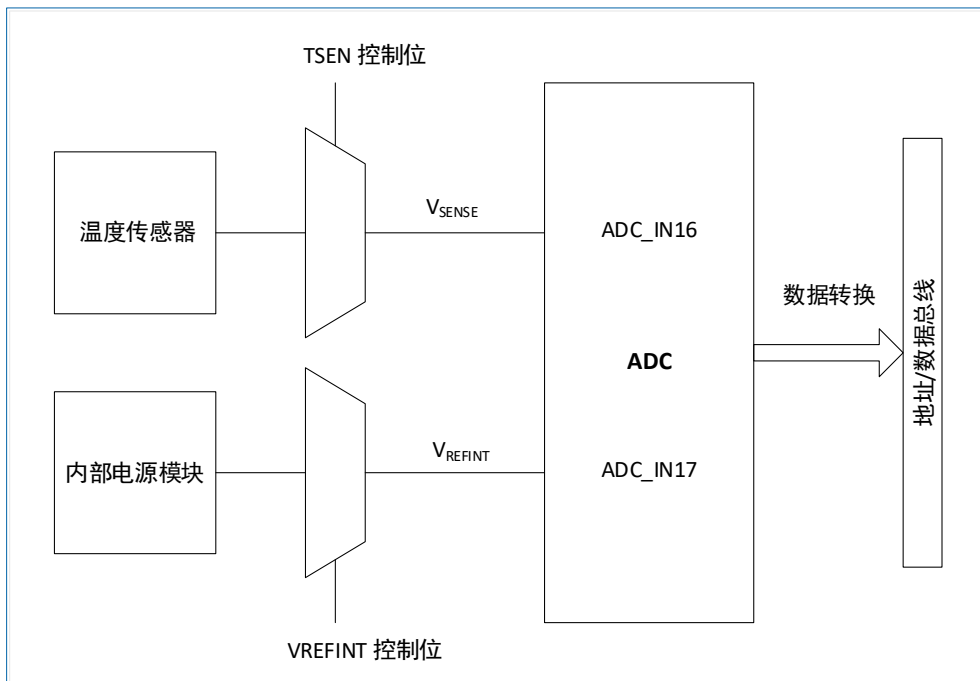 TSEN 控制位
温度传感器
VSENSE
ADC_IN16
数据转换
地址/数据总线
ADC
内部电源模块
VREFINT
ADC_IN17
VREFINT 控制位